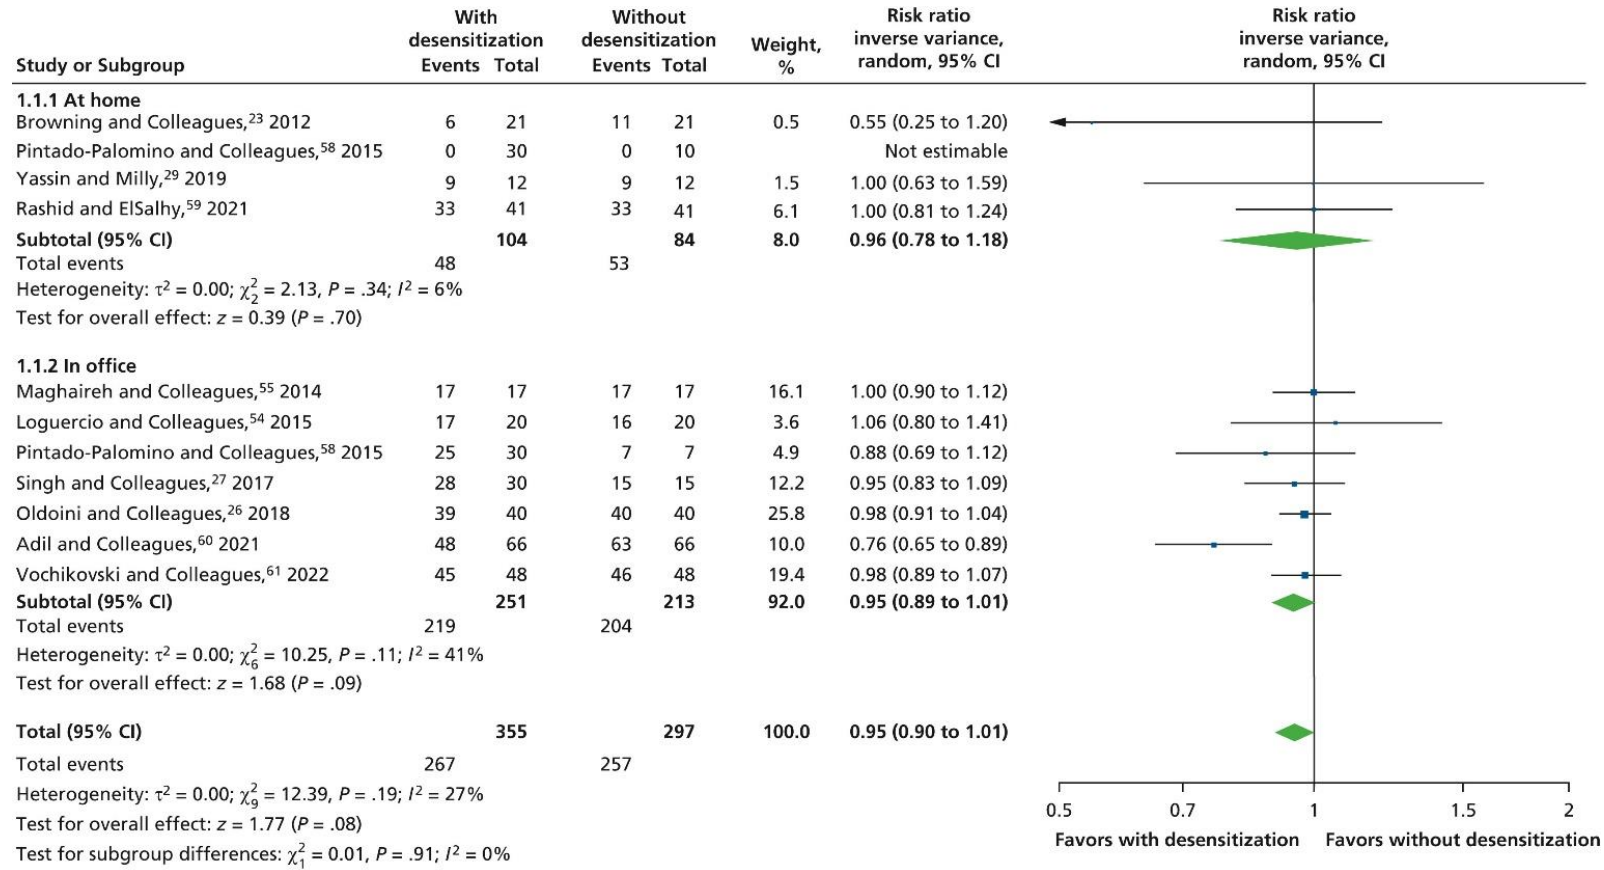 With desensitization Without desensitization Weight, % Risk ratio inverse variance, random, 95% CI Risk ratio inverse variance, random, 95% CI
Study or Subgroup Events Total Events Total
1.1.1 At home
Browning and Colleagues,²³ 2012 6 21 11 21 0.5 0.55 (0.25 to 1.20)
Pintado-Palomino and Colleagues,⁵⁸ 2015 0 30 0 10 Not estimable
Yassin and Milly,²⁹ 2019 9 12 9 12 1.5 1.00 (0.63 to 1.59)
Rashid and ElSalhy,⁵⁹ 2021 33 41 33 41 6.1 1.00 (0.81 to 1.24)
Subtotal (95% CI) 104 84 8.0 0.96 (0.78 to 1.18)
Total events 48 53
Heterogeneity: τ² = 0.00; χ²₂ = 2.13, P = .34; I² = 6%
Test for overall effect: z = 0.39 (P = .70)
1.1.2 In office
Maghaireh and Colleagues,⁵⁵ 2014 17 17 17 17 16.1 1.00 (0.90 to 1.12)
Loguercio and Colleagues,⁵⁴ 2015 17 20 16 20 3.6 1.06 (0.80 to 1.41)
Pintado-Palomino and Colleagues,⁵⁸ 2015 25 30 7 7 4.9 0.88 (0.69 to 1.12)
Singh and Colleagues,²⁷ 2017 28 30 15 15 12.2 0.95 (0.83 to 1.09)
Oldoini and Colleagues,²⁶ 2018 39 40 40 40 25.8 0.98 (0.91 to 1.04)
Adil and Colleagues,⁶⁰ 2021 48 66 63 66 10.0 0.76 (0.65 to 0.89)
Vochikovski and Colleagues,⁶¹ 2022 45 48 46 48 19.4 0.98 (0.89 to 1.07)
Subtotal (95% CI) 251 213 92.0 0.95 (0.89 to 1.01)
Total events 219 204
Heterogeneity: τ² = 0.00; χ²₆ = 10.25, P = .11; I² = 41%
Test for overall effect: z = 1.68 (P = .09)
Total (95% CI) 355 297 100.0 0.95 (0.90 to 1.01)
Total events 267 257
Heterogeneity: τ² = 0.00; χ²₉ = 12.39, P = .19; I² = 27%
Test for overall effect: z = 1.77 (P = .08)
Test for subgroup differences: χ²₁ = 0.01, P = .91; I² = 0%
0.5 0.7 1 1.5 2
Favors with desensitization Favors without desensitization